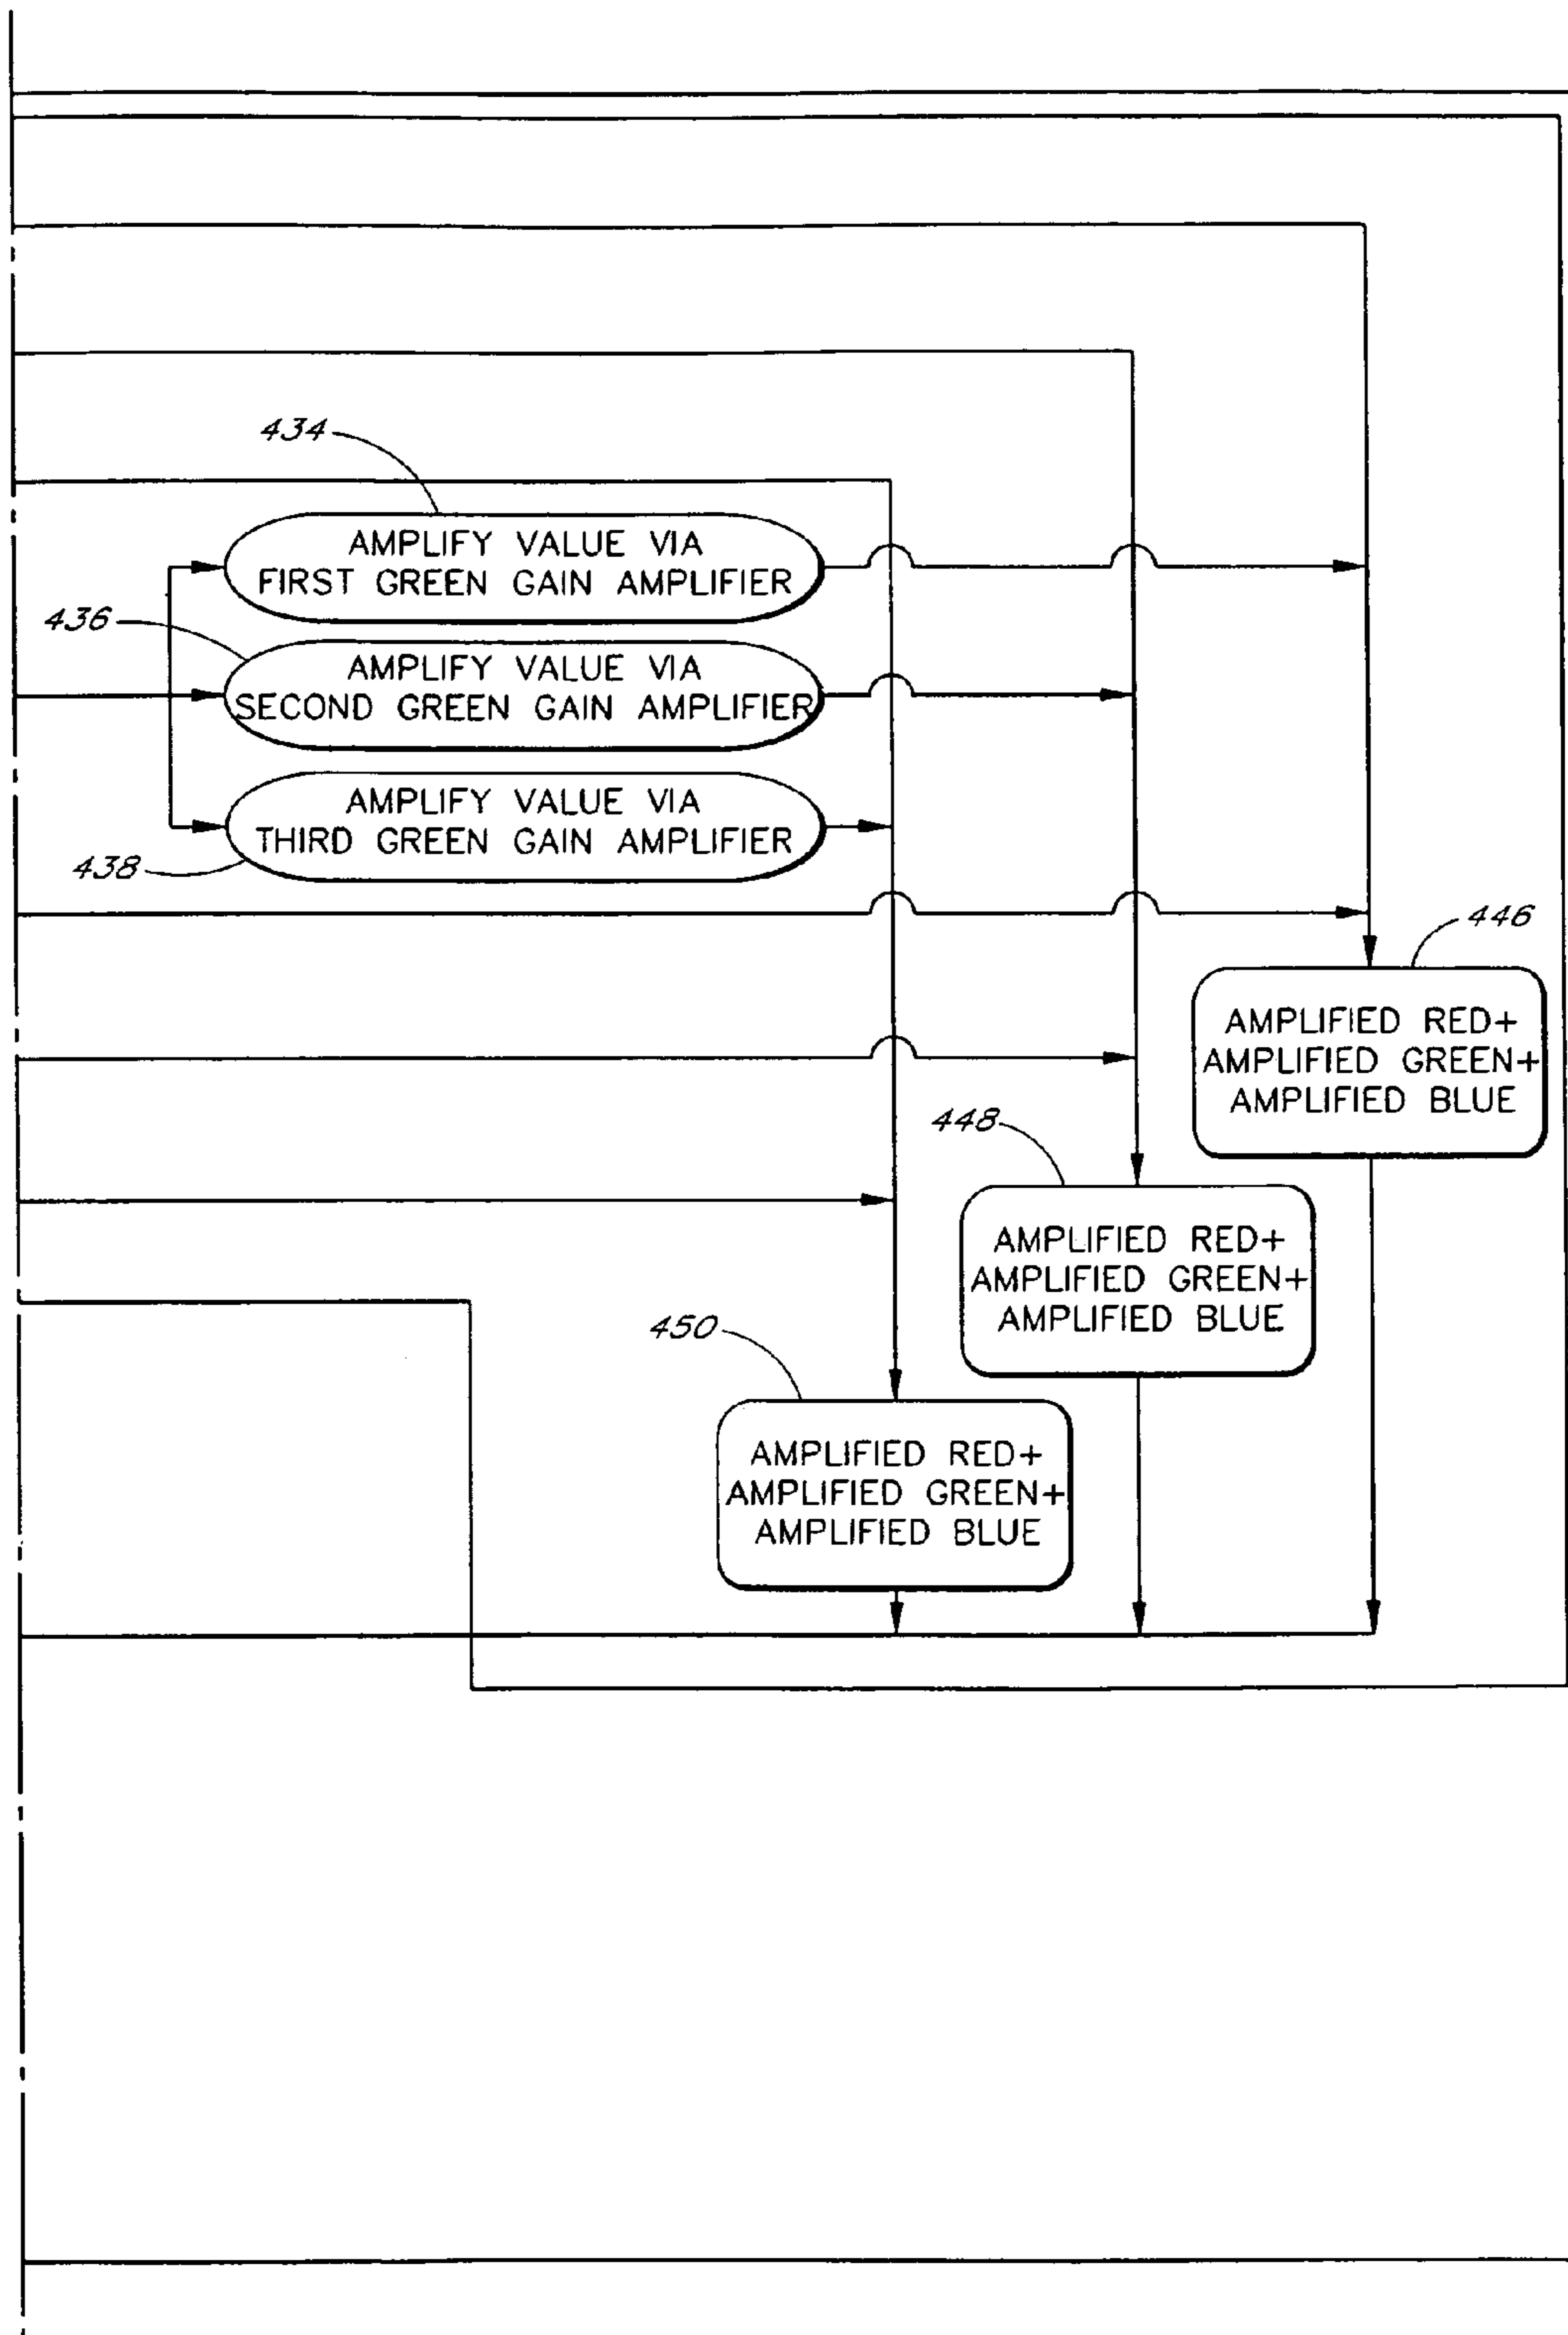 434
AMPLIFY VALUE VIA
FIRST GREEN GAIN AMPLIFIER
436
AMPLIFY VALUE VIA
SECOND GREEN GAIN AMPLIFIER
AMPLIFY VALUE VIA
THIRD GREEN GAIN AMPLIFIER
438
446
AMPLIFIED RED+
AMPLIFIED GREEN+
AMPLIFIED BLUE
448
AMPLIFIED RED+
AMPLIFIED GREEN+
AMPLIFIED BLUE
450
AMPLIFIED RED+
AMPLIFIED GREEN+
AMPLIFIED BLUE